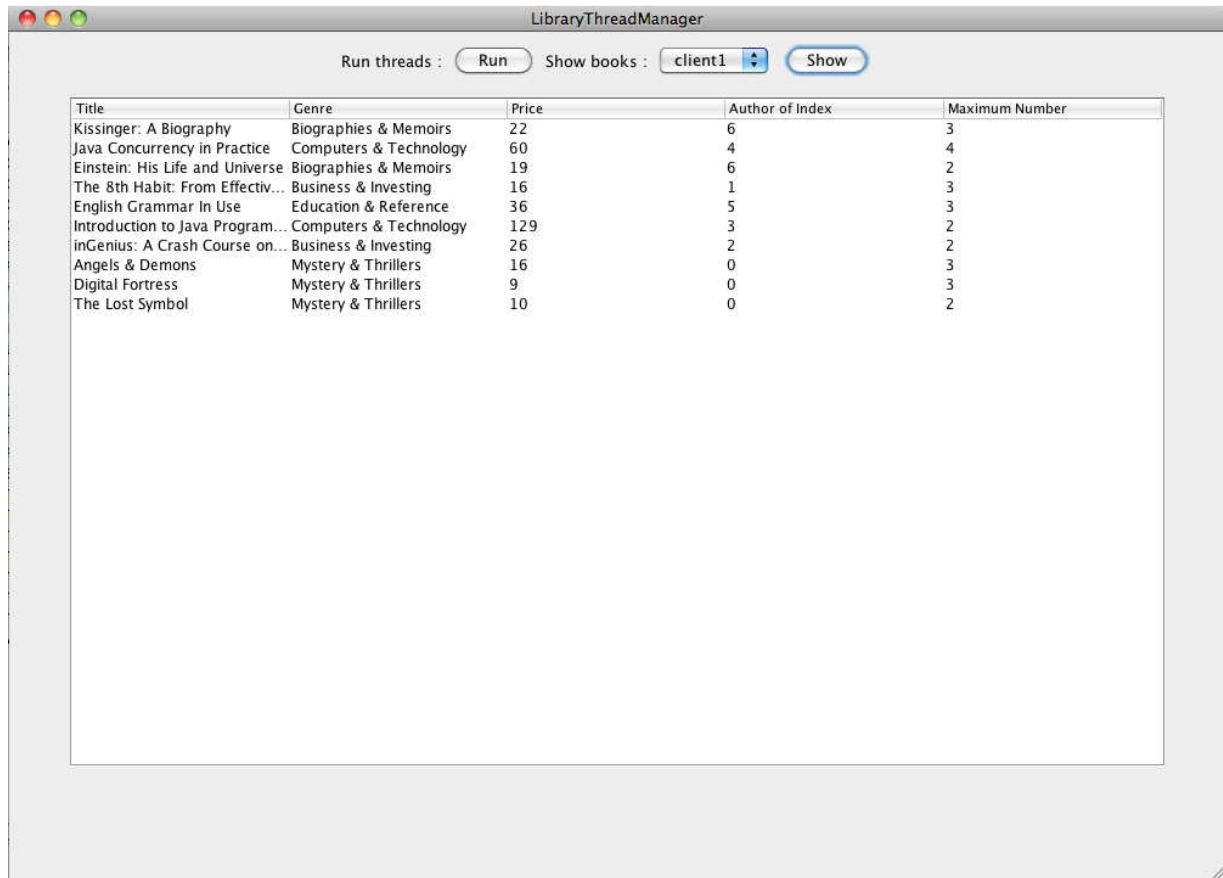 LibraryThreadManager
Run threads : Run Show books : client1 Show
Title Genre Price Author of Index Maximum Number
Kissinger: A Biography Biographies & Memoirs 22 6 3
Java Concurrency in Practice Computers & Technology 60 4 4
Einstein: His Life and Universe Biographies & Memoirs 19 6 2
The 8th Habit: From Effectiv... Business & Investing 16 1 3
English Grammar In Use Education & Reference 36 5 3
Introduction to Java Program... Computers & Technology 129 3 2
inGenius: A Crash Course on... Business & Investing 26 2 2
Angels & Demons Mystery & Thrillers 16 0 3
Digital Fortress Mystery & Thrillers 9 0 3
The Lost Symbol Mystery & Thrillers 10 0 2